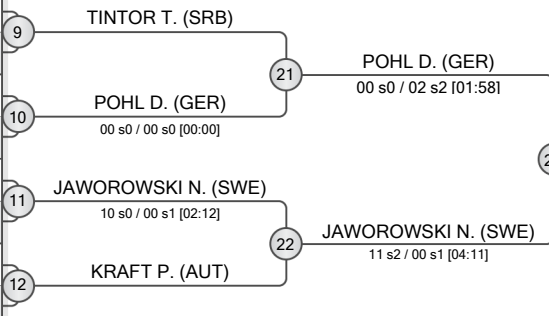 TINTOR T. (SRB)
9
21
POHL D. (GER)
00 s0 / 02 s2 [01:58]
POHL D. (GER)
10
00 s0 / 00 s0 [00:00]
JAWOROWSKI N. (SWE)
11
10 s0 / 00 s1 [02:12]
22
JAWOROWSKI N. (SWE)
11 s2 / 00 s1 [04:11]
KRAFT P. (AUT)
12